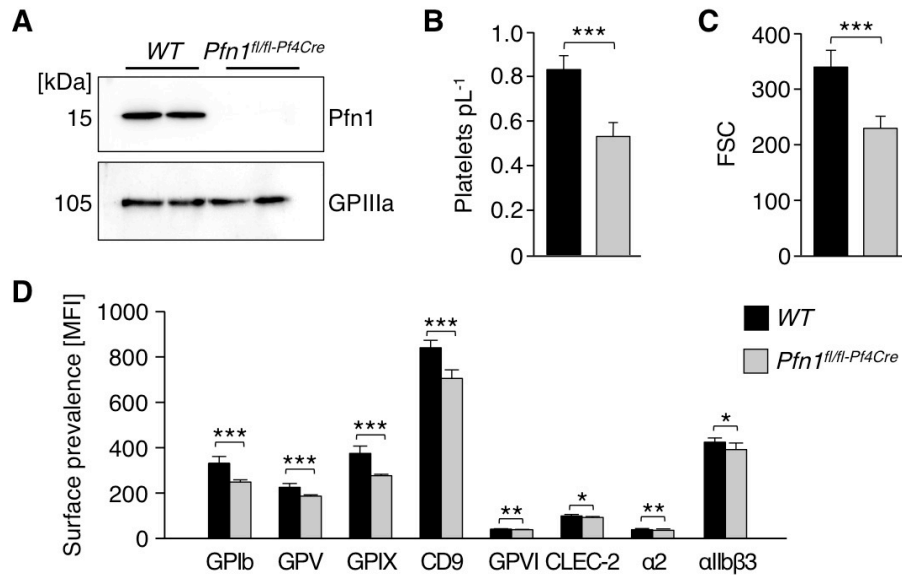 A
WT Pfn1fl/fl-Pf4Cre
[kDa]
15 Pfn1
105 GPIIIa
B
***
Platelets pL-1
1
0.8
0.6
0.4
0.2
0
C
***
FSC
400
300
200
100
0
D
Surface prevalence [MFI]
1000
800
600
400
200
0
*** *** *** *** ** * ** *
GPIb GPV GPIX CD9 GPVI CLEC-2 α2 αIIbβ3
WT
Pfn1fl/fl-Pf4Cre